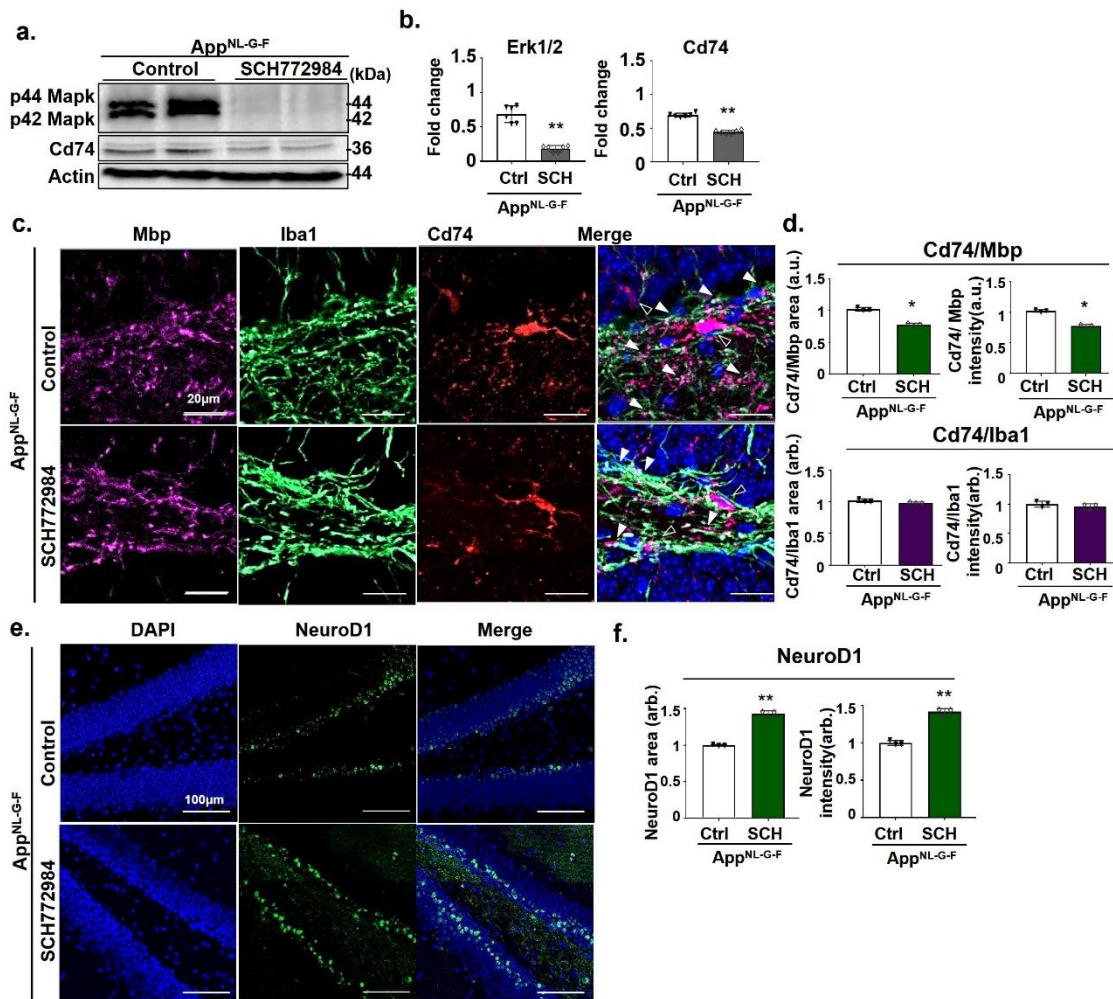 a.
App^NL-G-F
Control SCH772984 (kDa)
p44 Mapk -44
p42 Mapk -42
Cd74 -36
Actin -44
b.
Erk1/2
Fold change
1
0.5
0
**
Ctrl SCH
App^NL-G-F
Cd74
Fold change
1
0.5
0
**
Ctrl SCH
App^NL-G-F
c.
Mbp Iba1 Cd74 Merge
App^NL-G-F
Control
20µm
SCH772984
d.
Cd74/Mbp
Cd74/Mbp area (a.u.)
1.5
1
0.5
0
*
Ctrl SCH
App^NL-G-F
Cd74/ Mbp
intensity(a.u.)
1.5
1
0.5
0
*
Ctrl SCH
App^NL-G-F
Cd74/Iba1
Cd74/Iba1 area (arb.)
1.5
1
0.5
0
Ctrl SCH
App^NL-G-F
Cd74/Iba1
intensity(arb.)
1.5
1
0.5
0
Ctrl SCH
App^NL-G-F
e.
DAPI NeuroD1 Merge
App^NL-G-F
Control
100µm
SCH772984
f.
NeuroD1
NeuroD1 area (arb.)
1.5
1
0.5
0
**
Ctrl SCH
App^NL-G-F
NeuroD1
intensity(arb.)
1.5
1
0.5
**
Ctrl SCH
App^NL-G-F